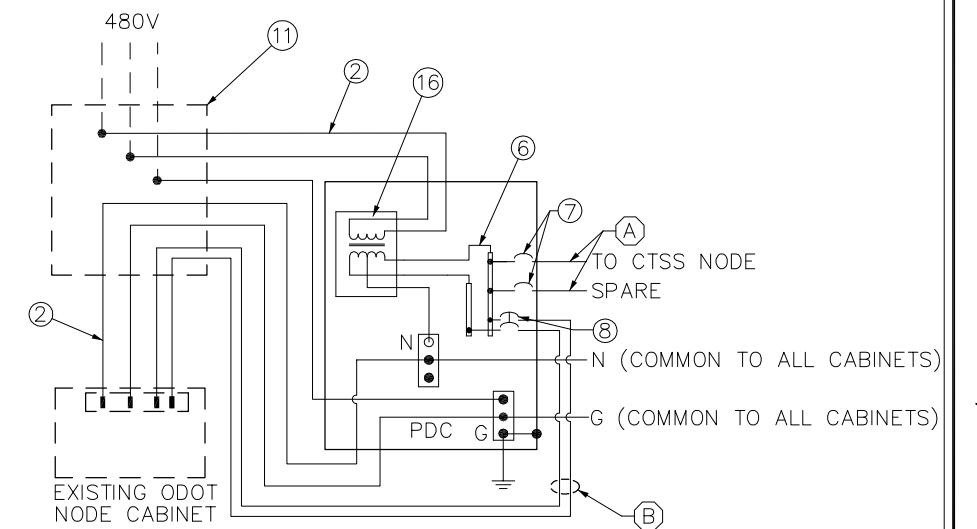 480V
11
2
16
6
7
A
TO CTSS NODE
SPARE
2
8
N
N (COMMON TO ALL CABINETS)
G (COMMON TO ALL CABINETS)
PDC
G
EXISTING ODOT
NODE CABINET
B